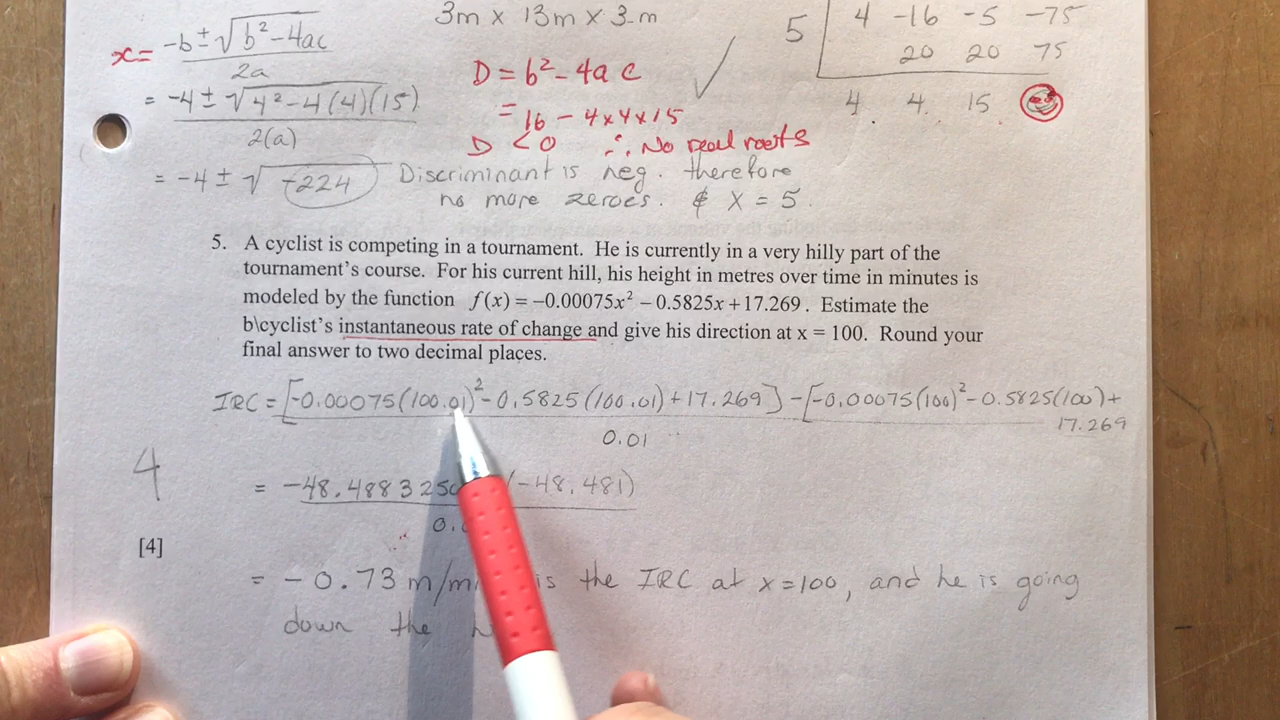 3m x 13m x 3m
x = -b ± √b² - 4ac
2a
= -4 ± √4² - 4(4)(15)
2(a)
= -4 ± √-224
D = b² - 4ac
= 16 - 4x4x15
D < 0 ∴ No real roots
Discriminant is neg. therefore
no more zeroes. & x = 5.
5 | 4 -16 -5 -75
20 20 75
4 4 15
5. A cyclist is competing in a tournament. He is currently in a very hilly part of the
tournament's course. For his current hill, his height in metres over time in minutes is
modeled by the function f(x) = -0.00075x² - 0.5825x + 17.269. Estimate the
b\cyclist's instantaneous rate of change and give his direction at x = 100. Round your
final answer to two decimal places.
IRC = [-0.00075(100.01)² - 0.5825(100.01) + 17.269] - [-0.00075(100)² - 0.5825(100) +
17.269
0.01
4
= -48.488325 (-48.481)
0.
[4]
= -0.73 m/m is the IRC at x = 100, and he is going
down the